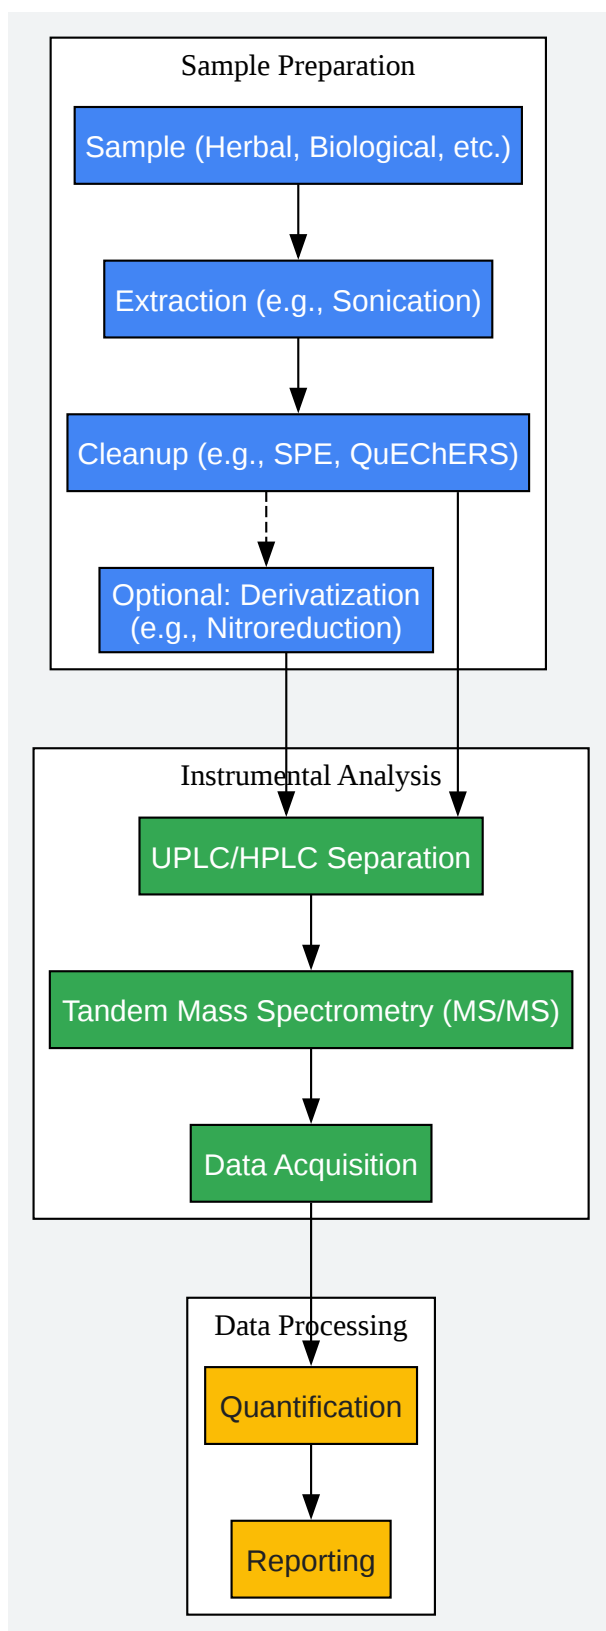 Sample Preparation
Sample (Herbal, Biological, etc.)
Extraction (e.g., Sonication)
Cleanup (e.g., SPE, QuEChERS)
Optional: Derivatization
(e.g., Nitroreduction)
Instrumental Analysis
UPLC/HPLC Separation
Tandem Mass Spectrometry (MS/MS)
Data Acquisition
Data Processing
Quantification
Reporting